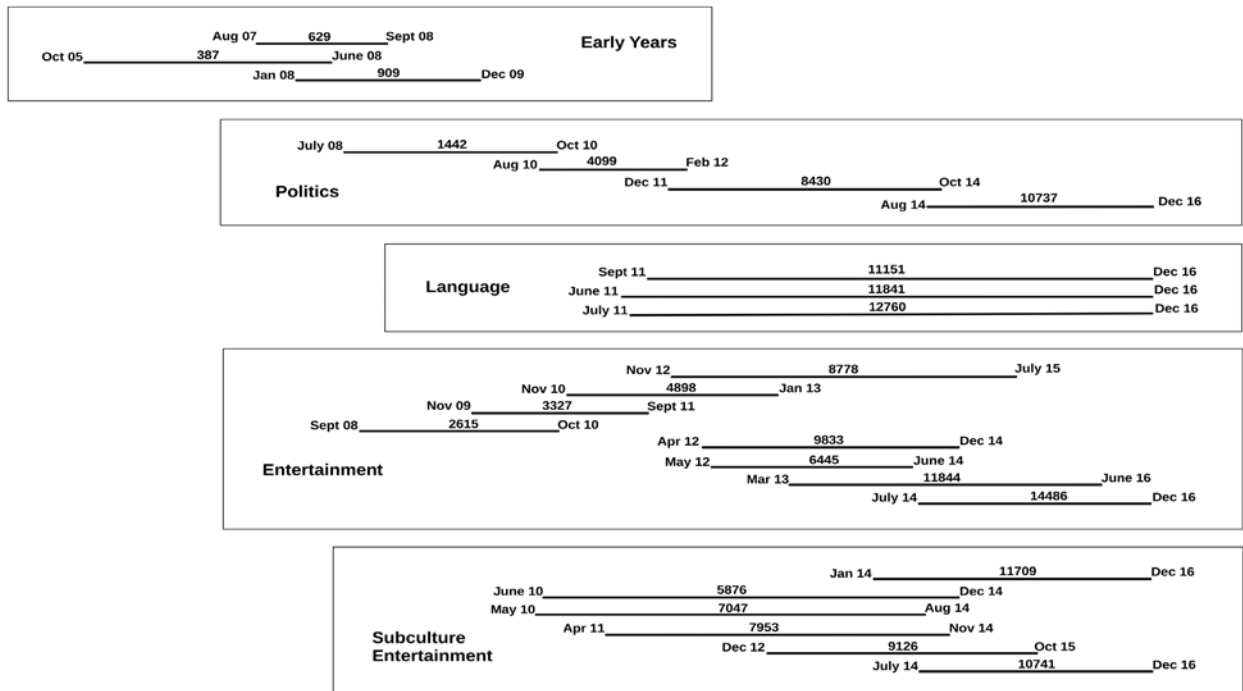 Aug 07 629 Sept 08
Early Years
Oct 05 387 June 08
Jan 08 909 Dec 09
July 08 1442 Oct 10
Aug 10 4099 Feb 12
Dec 11 8430 Oct 14
Politics
Aug 14 10737 Dec 16
Sept 11 11151 Dec 16
Language
June 11 11841 Dec 16
July 11 12760 Dec 16
Nov 12 8778 July 15
Nov 10 4898 Jan 13
Nov 09 3327 Sept 11
Sept 08 2615 Oct 10
Apr 12 9833 Dec 14
May 12 6445 June 14
Entertainment
Mar 13 11844 June 16
July 14 14486 Dec 16
Jan 14 11709 Dec 16
June 10 5876 Dec 14
May 10 7047 Aug 14
Apr 11 7953 Nov 14
Subculture
Entertainment
Dec 12 9126 Oct 15
July 14 10741 Dec 16